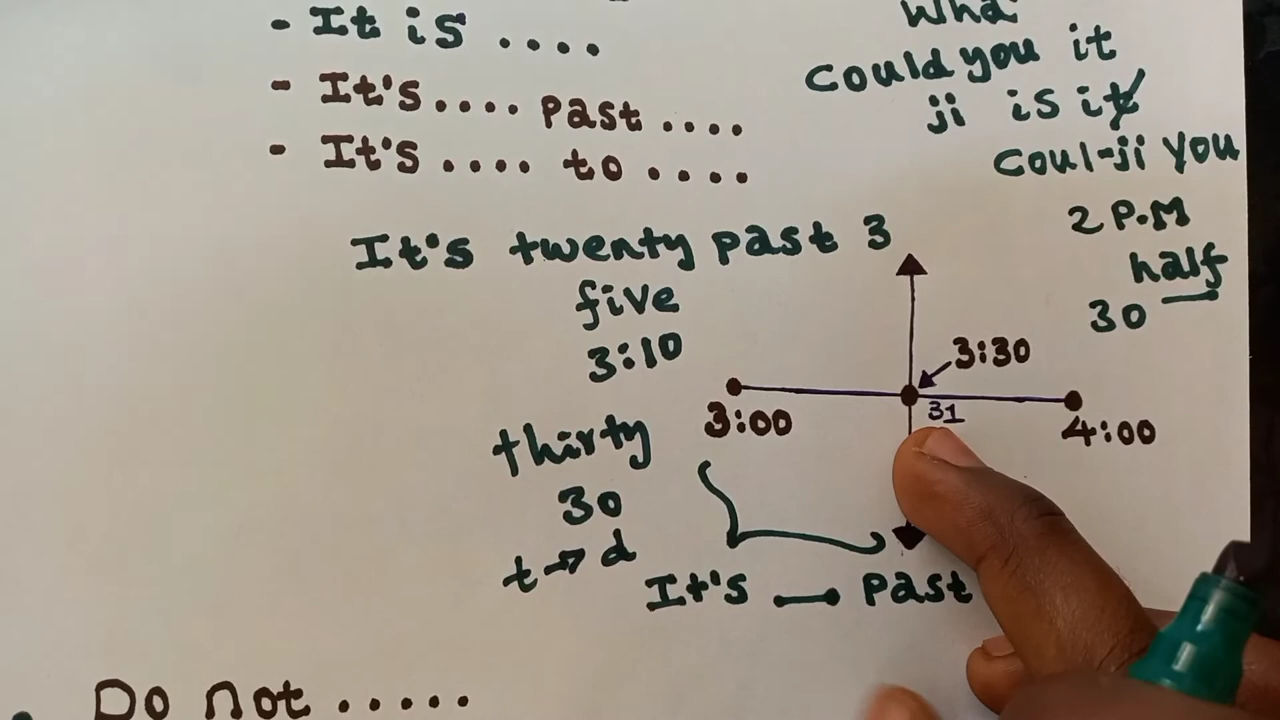 - It is ....
- It's.... past ....
- It's .... to ....
could you it
ji is it
coul-ji you
2 P.M
half
30
It's twenty past 3
five
3:10
3:30
31
3:00
4:00
thirty
30
t → d
It's — past
Do not .....